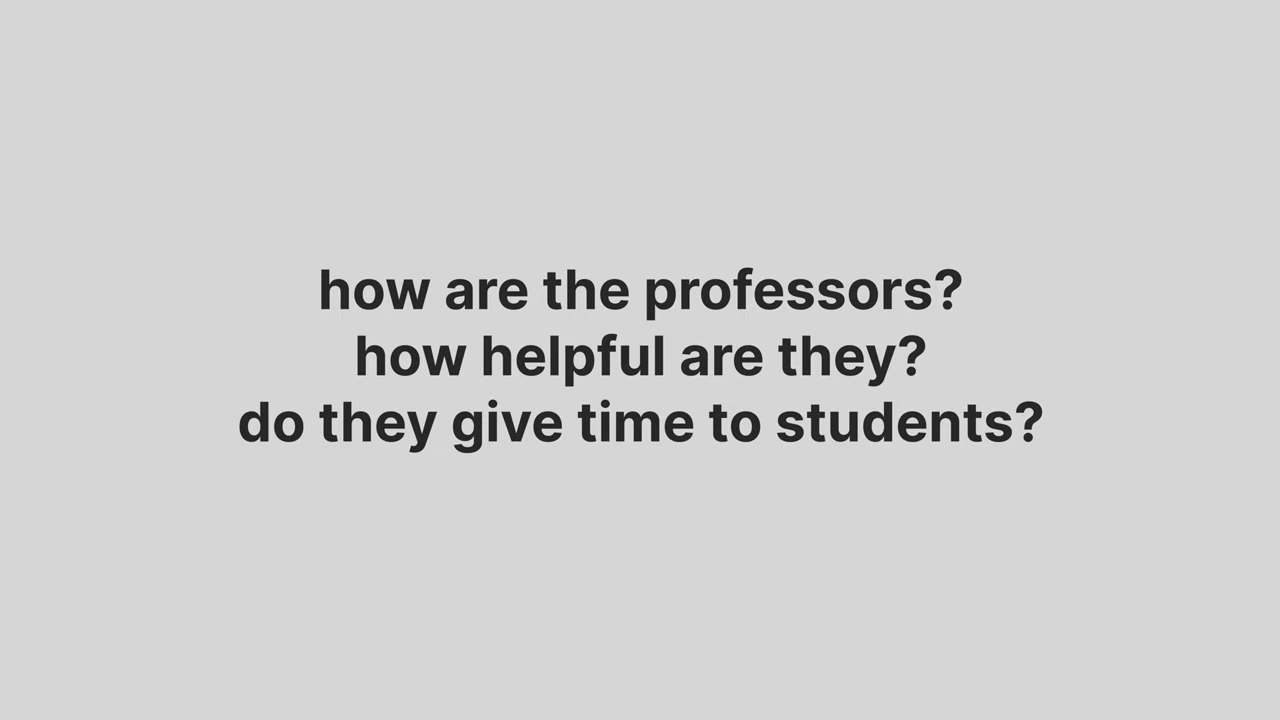 how are the professors?
how helpful are they?
do they give time to students?